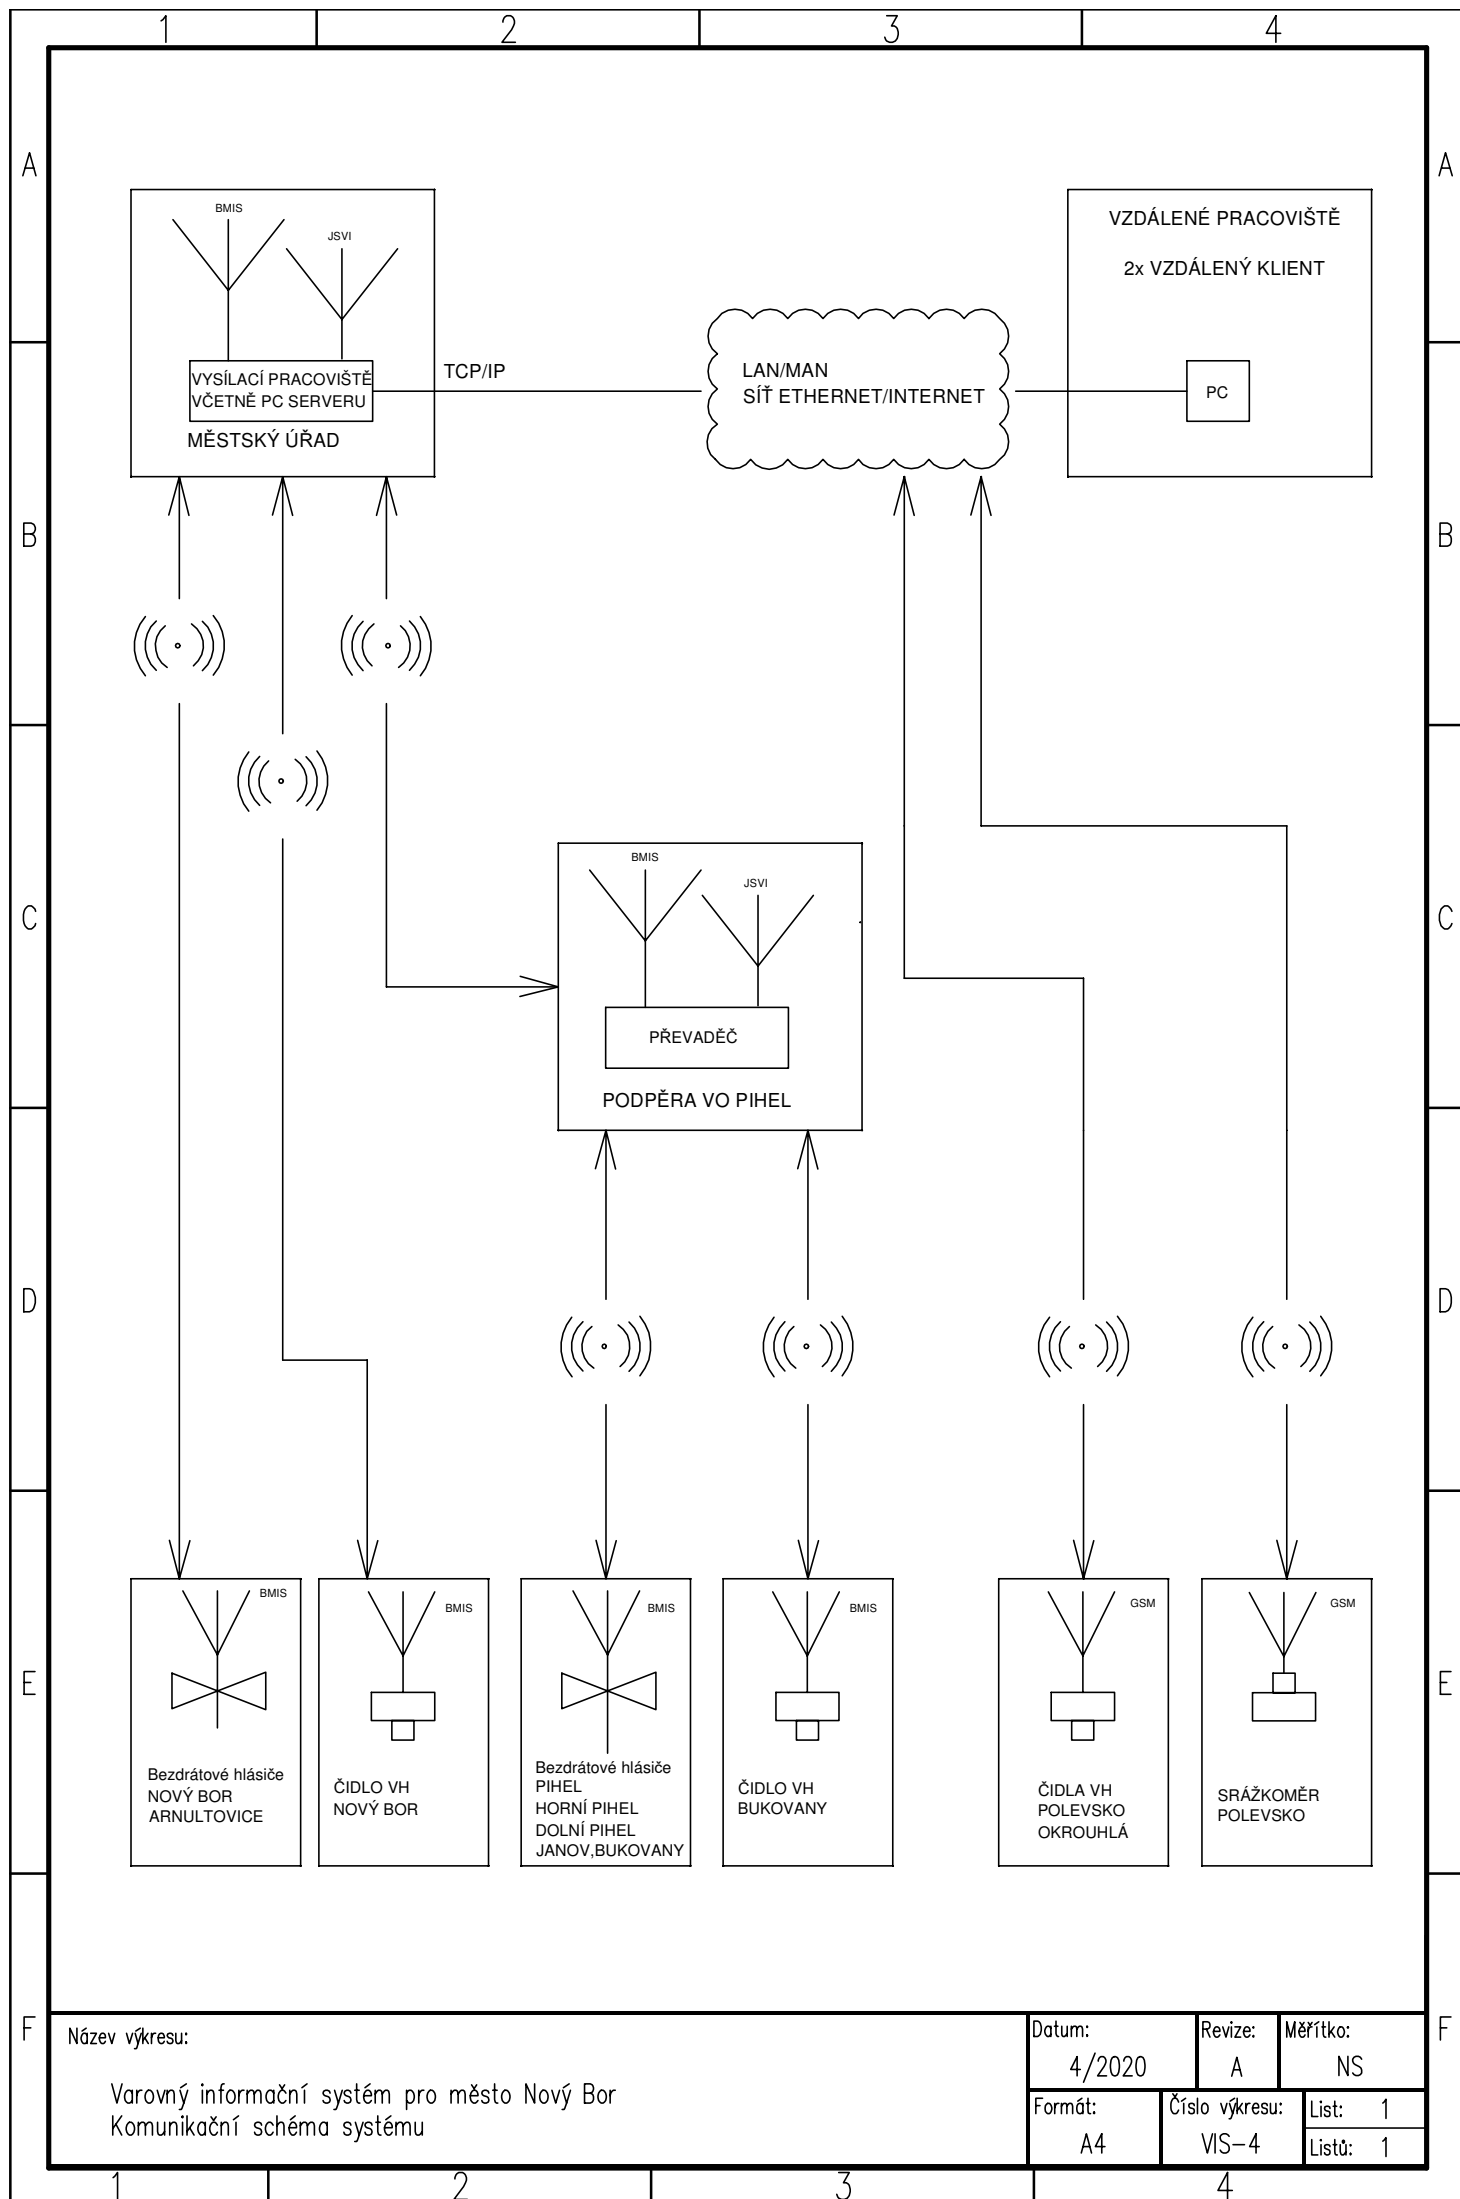 1 2 3 4
A A
BMIS
JSVI
VYSÍLACÍ PRACOVIŠTĚ
VČETNĚ PC SERVERU
MĚSTSKÝ ÚŘAD
TCP/IP
LAN/MAN
SÍŤ ETHERNET/INTERNET
VZDÁLENÉ PRACOVIŠTĚ
2x VZDÁLENÝ KLIENT
PC
B B
C C
BMIS
JSVI
PŘEVADĚČ
PODPĚRA VO PIHEL
D D
E E
BMIS
Bezdrátové hlásiče
NOVÝ BOR
ARNULTOVICE
BMIS
ČIDLO VH
NOVÝ BOR
BMIS
Bezdrátové hlásiče
PIHEL
HORNÍ PIHEL
DOLNÍ PIHEL
JANOV,BUKOVANY
BMIS
ČIDLO VH
BUKOVANY
GSM
ČIDLA VH
POLEVSKO
OKROUHLÁ
GSM
SRÁŽKOMĚR
POLEVSKO
F F
Název výkresu:
Varovný informační systém pro město Nový Bor
Komunikační schéma systému
Datum:
4/2020
Revize:
A
Měřítko:
NS
Formát:
A4
Číslo výkresu:
VIS-4
List: 1
Listů: 1
1 2 3 4